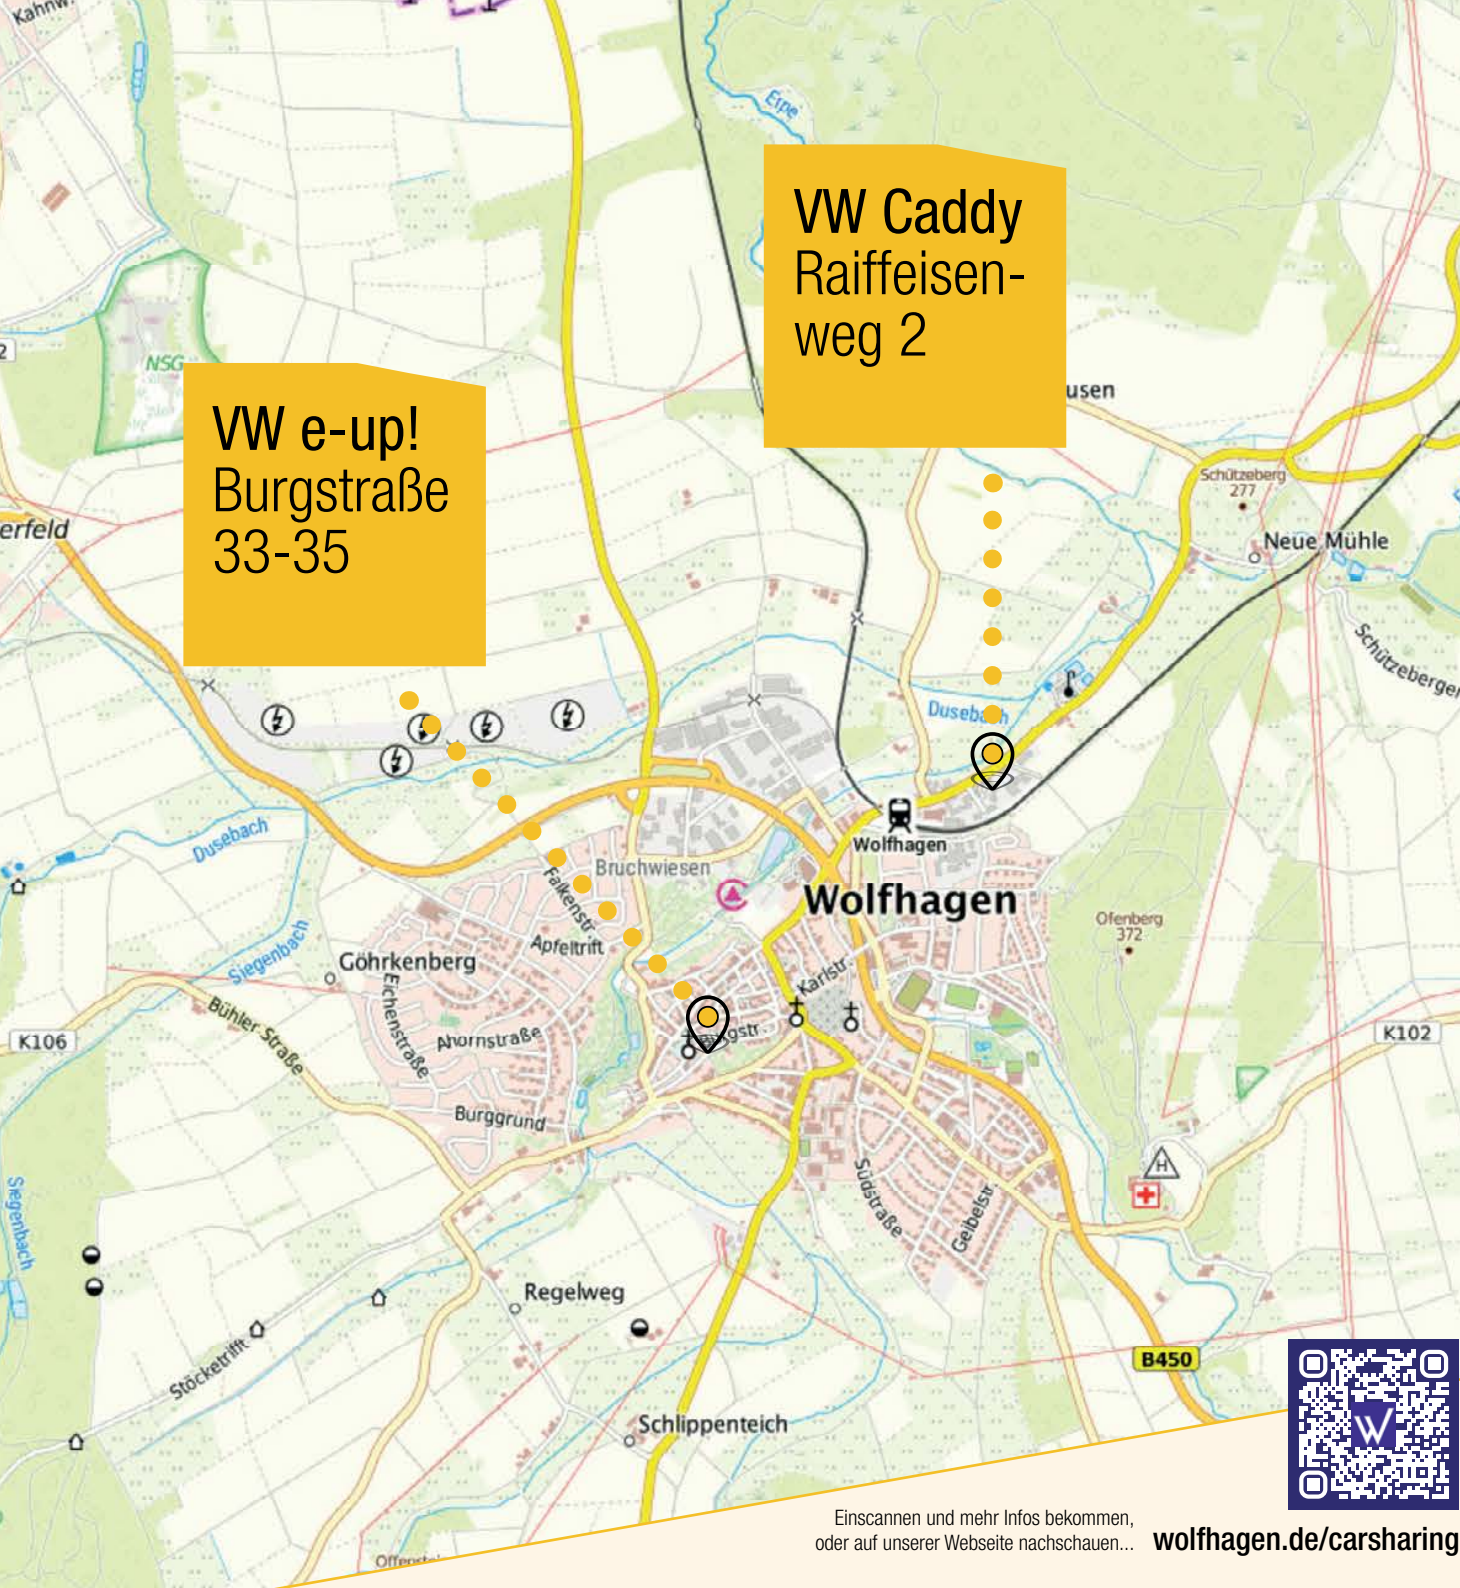 Kahnw.
Erpe
VW Caddy
Raiffeisen-
weg 2
2
NSG
VW e-up!
Burgstraße
33-35
usen
Schützeberg
277
erfeld
Neue Mühle
Schützeberger
Dusebach
Dusebach
Wolfhagen
Bruchwiesen
Falkenstr.
Wolfhagen
Ofenberg
372
Apfeltrift
Siegenbach
Göhrkenberg
Karlstr.
Eichenstraße
Bühler Straße
K106
Ahornstraße
gstr.
K102
Burggrund
H
Siegenbach
Südstraße
Geibelstr.
Regelweg
Stöcketrift
B450
Schlippenteich
W
Einscannen und mehr Infos bekommen,
oder auf unserer Webseite nachschauen...
wolfhagen.de/carsharing